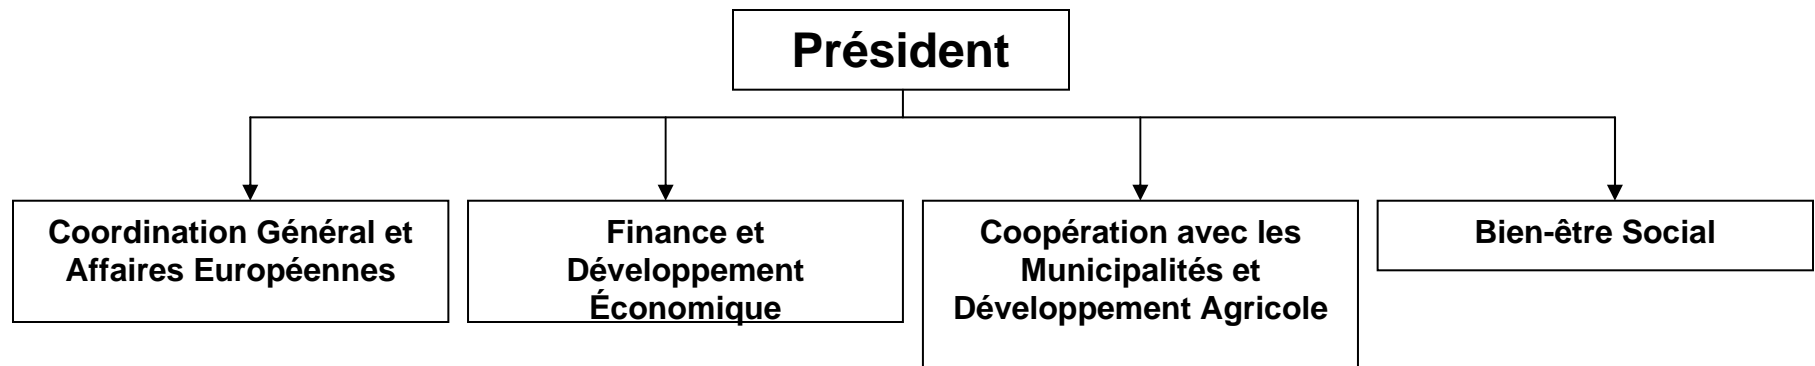 Président
Coordination Général et
Affaires Européennes
Finance et
Développement
Économique
Coopération avec les
Municipalités et
Développement Agricole
Bien-être Social